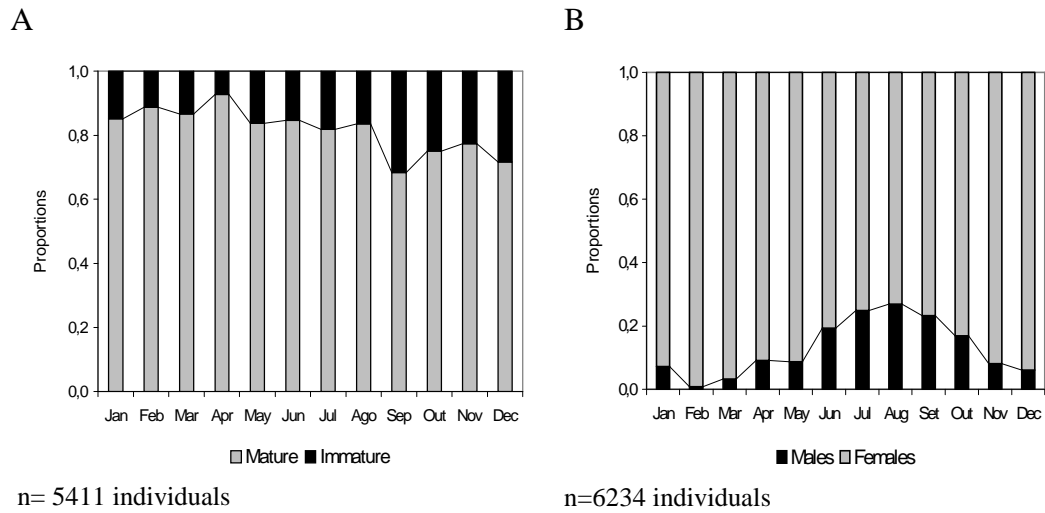 A
B
1,0
0,8
0,6
0,4
0,2
0,0
Proportions
Jan Feb Mar Apr May Jun Jul Ago Sep Out Nov Dec
Mature Immature
n= 5411 individuals
1,0
0,8
0,6
0,4
0,2
0,0
Proportions
Jan Feb Mar Apr May Jun Jul Aug Set Out Nov Dec
Males Females
n=6234 individuals